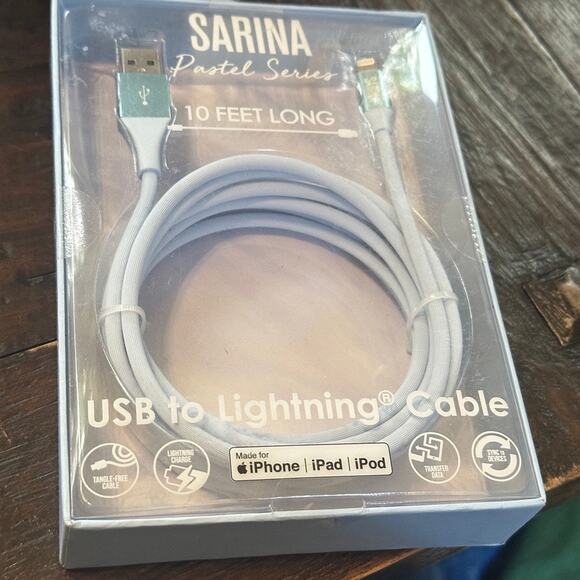 SARINA
Pastel Series
10 FEET LONG
USB to Lightning® Cable
TANGLE-FREE
CABLE
LIGHTNING
CHARGE
Made for
iPhone | iPad | iPod
TRANSFER
DATA
SYNC TO
DEVICES